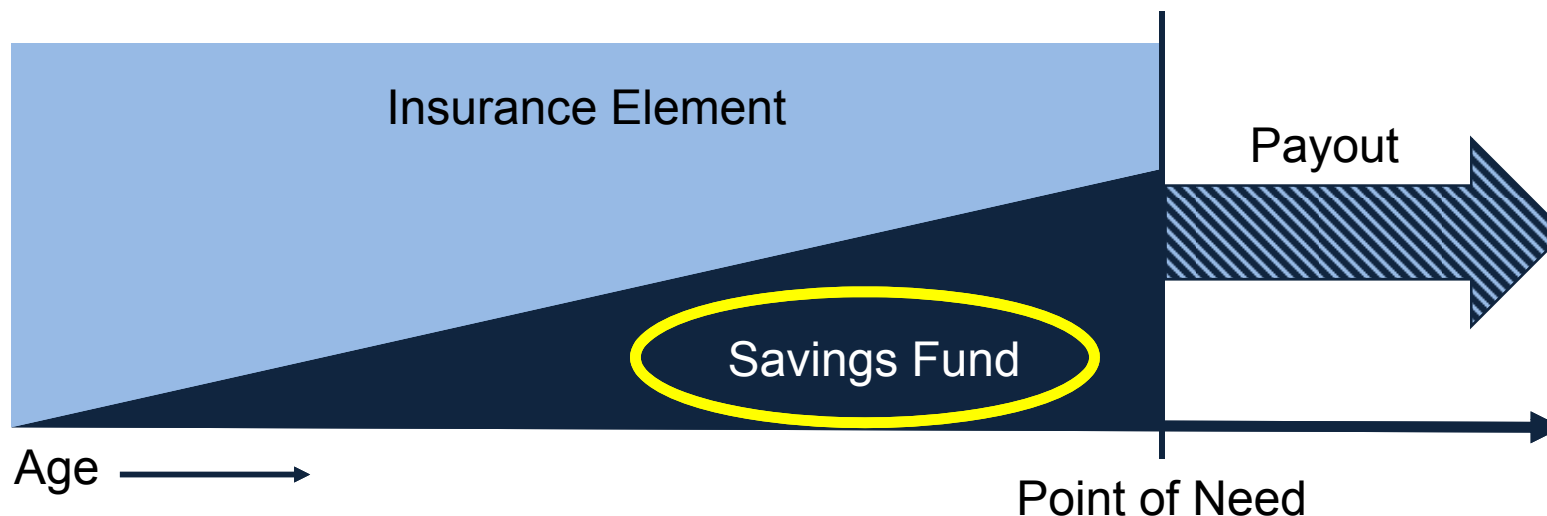 Insurance Element
Payout
Savings Fund
Age
Point of Need